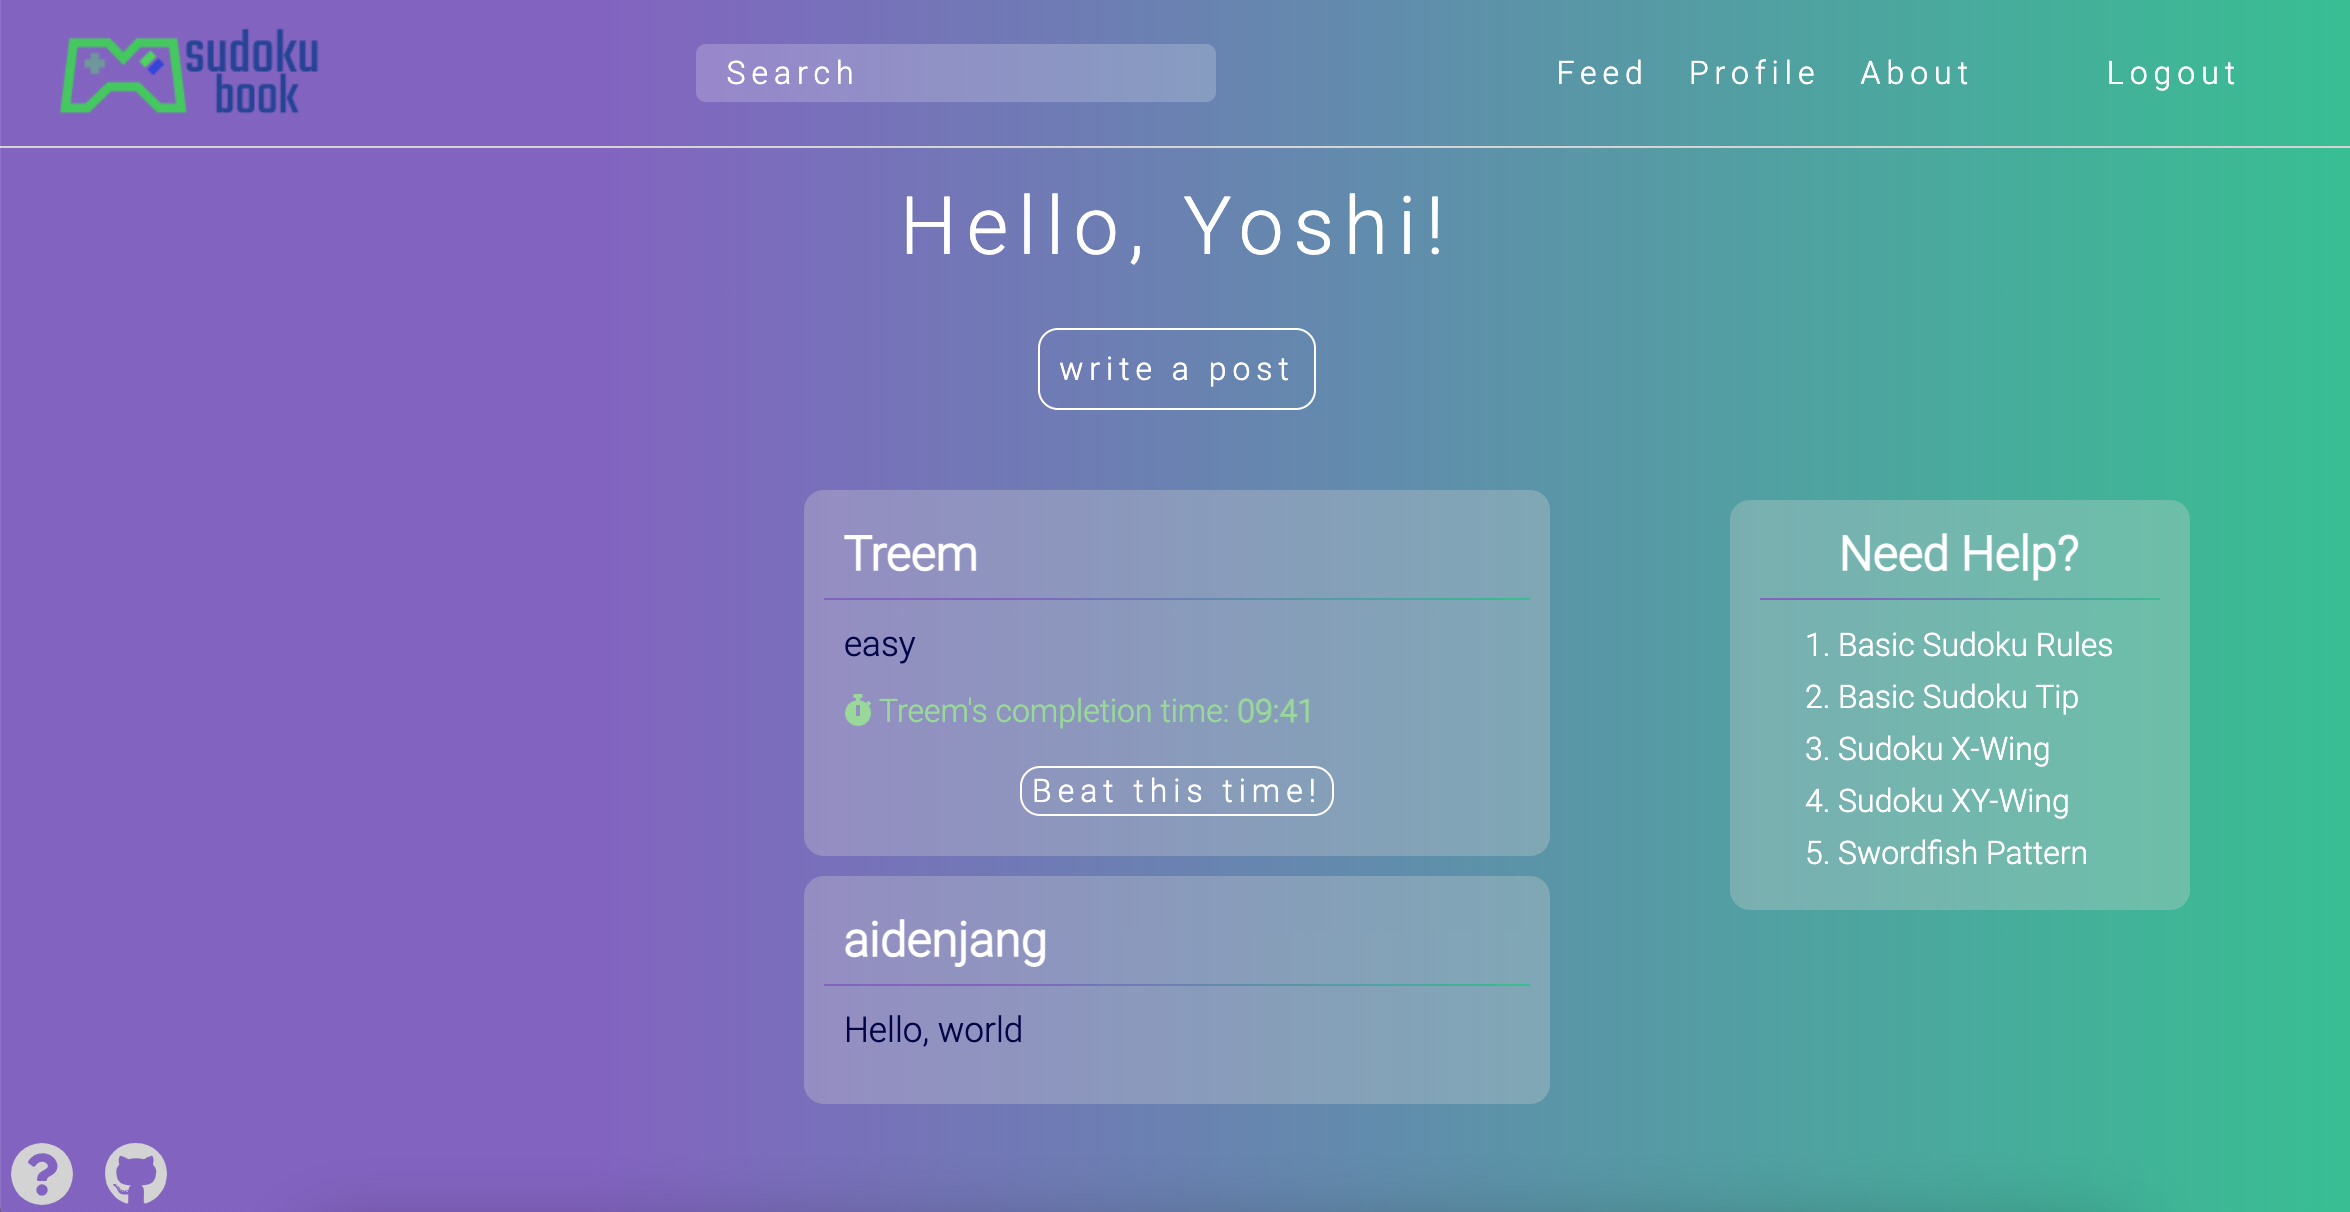 sudoku
book
Search
Feed Profile About Logout
Hello, Yoshi!
write a post
Treem
easy
Treem's completion time: 09:41
Beat this time!
aidenjang
Hello, world
Need Help?
1. Basic Sudoku Rules
2. Basic Sudoku Tip
3. Sudoku X-Wing
4. Sudoku XY-Wing
5. Swordfish Pattern
?